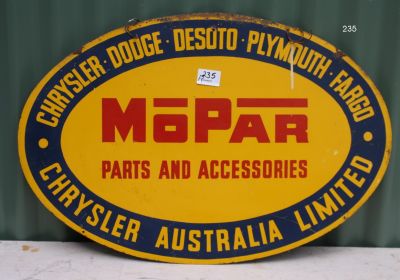 235
CHRYSLER · DODGE · DESOTO · PLYMOUTH · FARGO
235
MOPAR
PARTS AND ACCESSORIES
· CHRYSLER AUSTRALIA LIMITED ·